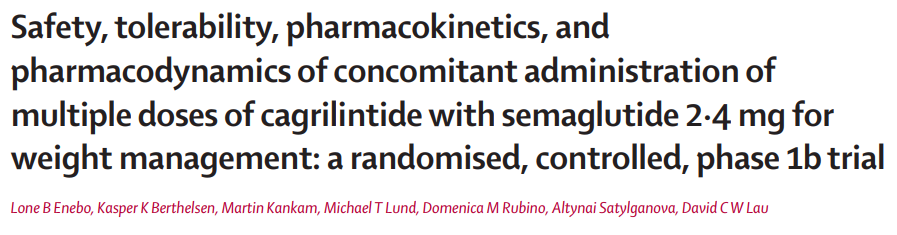 Safety, tolerability, pharmacokinetics, and
pharmacodynamics of concomitant administration of
multiple doses of cagrilintide with semaglutide 2·4 mg for
weight management: a randomised, controlled, phase 1b trial
Lone B Enebo, Kasper K Berthelsen, Martin Kankam, Michael T Lund, Domenica M Rubino, Altynai Satylganova, David C W Lau